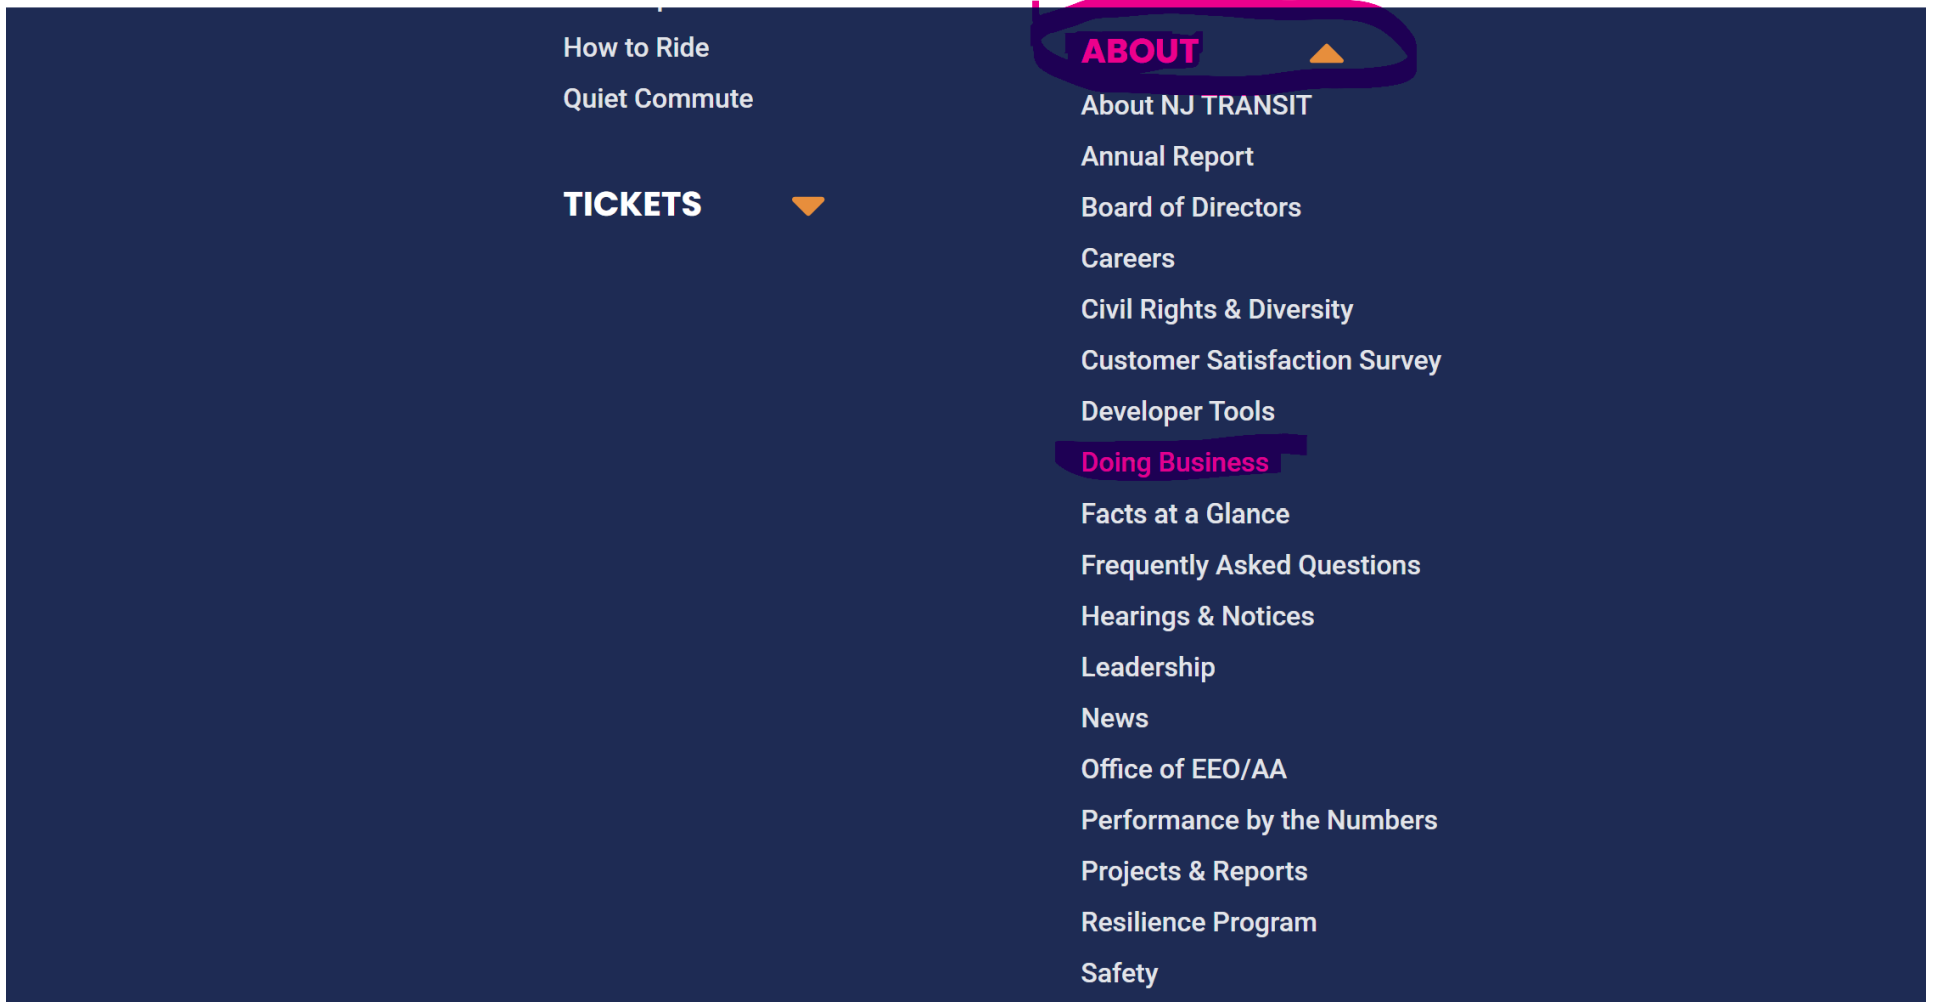 How to Ride
Quiet Commute
TICKETS
ABOUT
About NJ TRANSIT
Annual Report
Board of Directors
Careers
Civil Rights & Diversity
Customer Satisfaction Survey
Developer Tools
Doing Business
Facts at a Glance
Frequently Asked Questions
Hearings & Notices
Leadership
News
Office of EEO/AA
Performance by the Numbers
Projects & Reports
Resilience Program
Safety